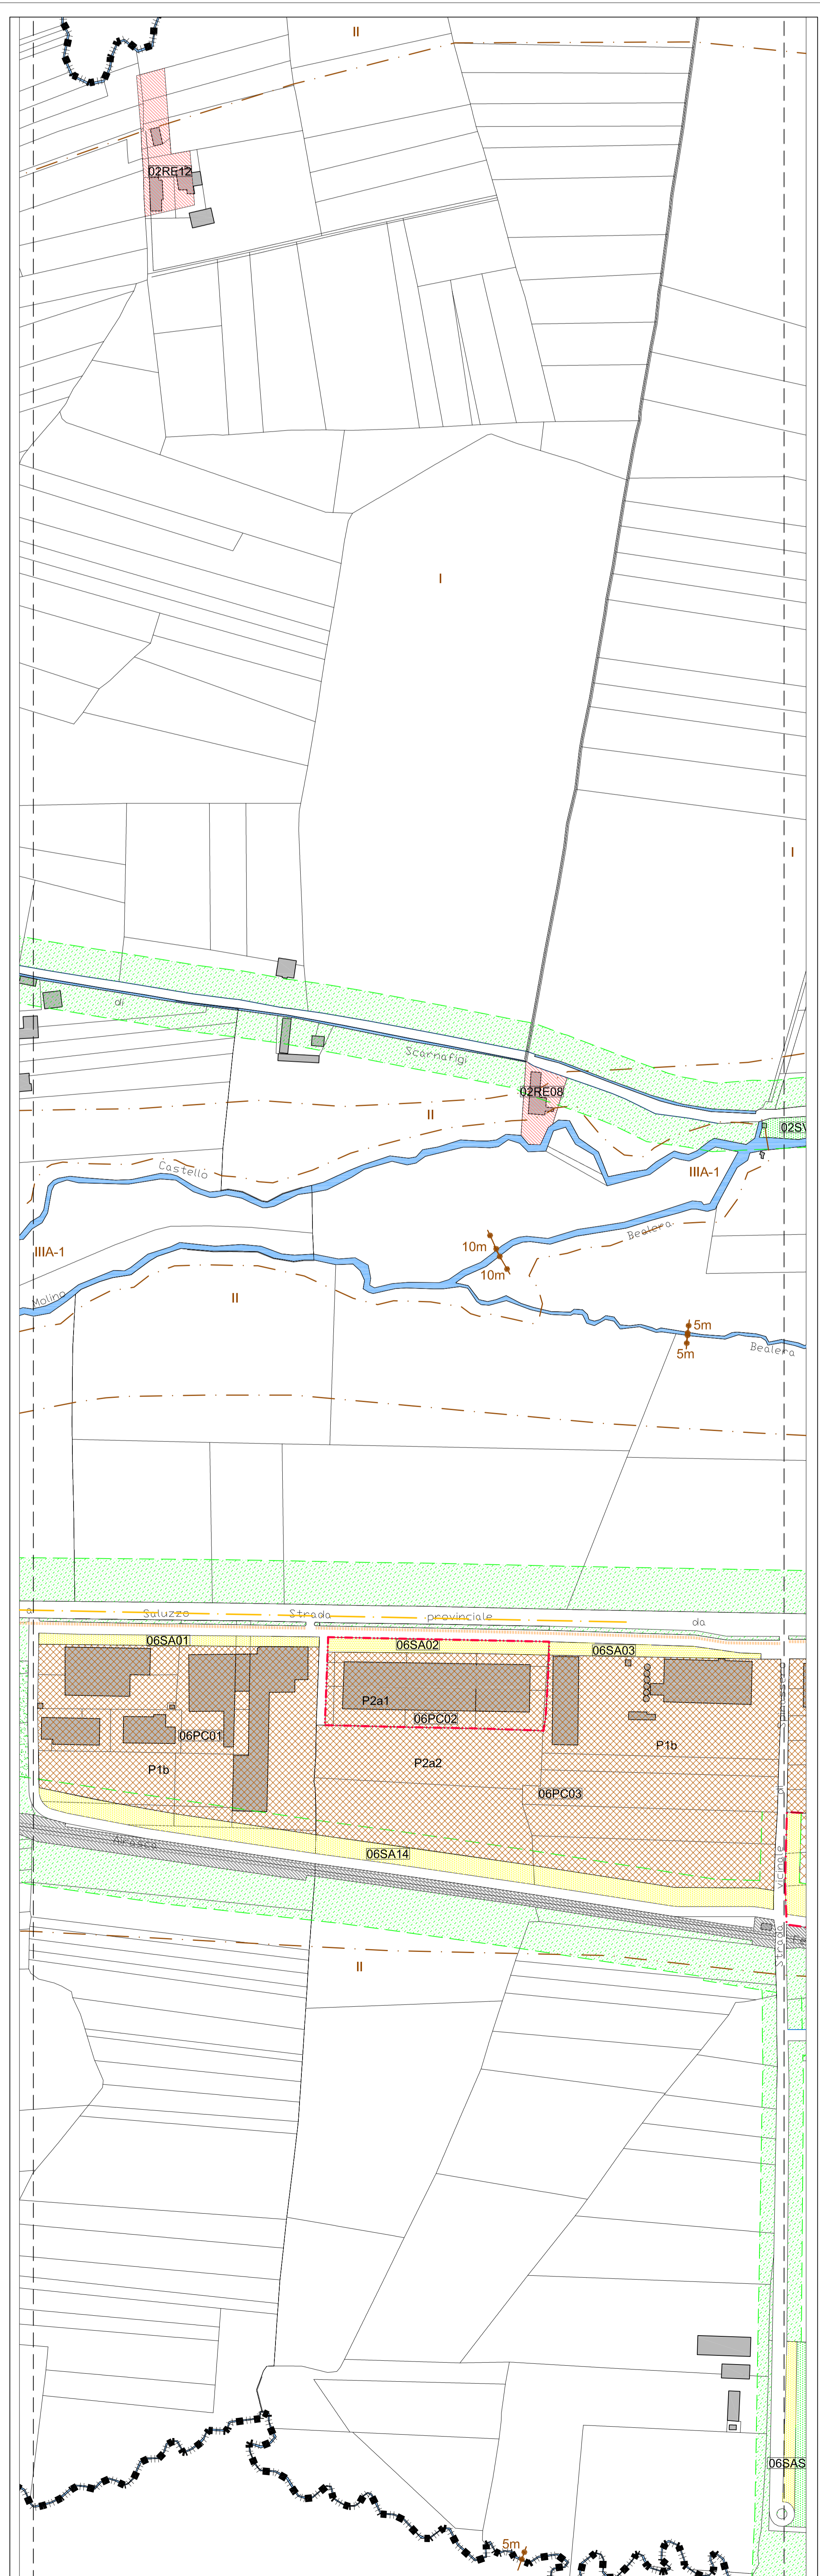 II
02RE12
I
I
di
Scarnafigi
02RE08
II
02SV
Castello
IIIA-1
Bealera
IIIA-1
10m
10m
Molino
II
5m
5m
Bealera
a
Saluzzo
Strada
provinciale
da
06SA01
06SA02
06SA03
P2a1
06PC02
06PC01
P1b
P2a2
P1b
06PC03
di
vicinale
Strada
06SA14
Airasca
II
06SAS
5m